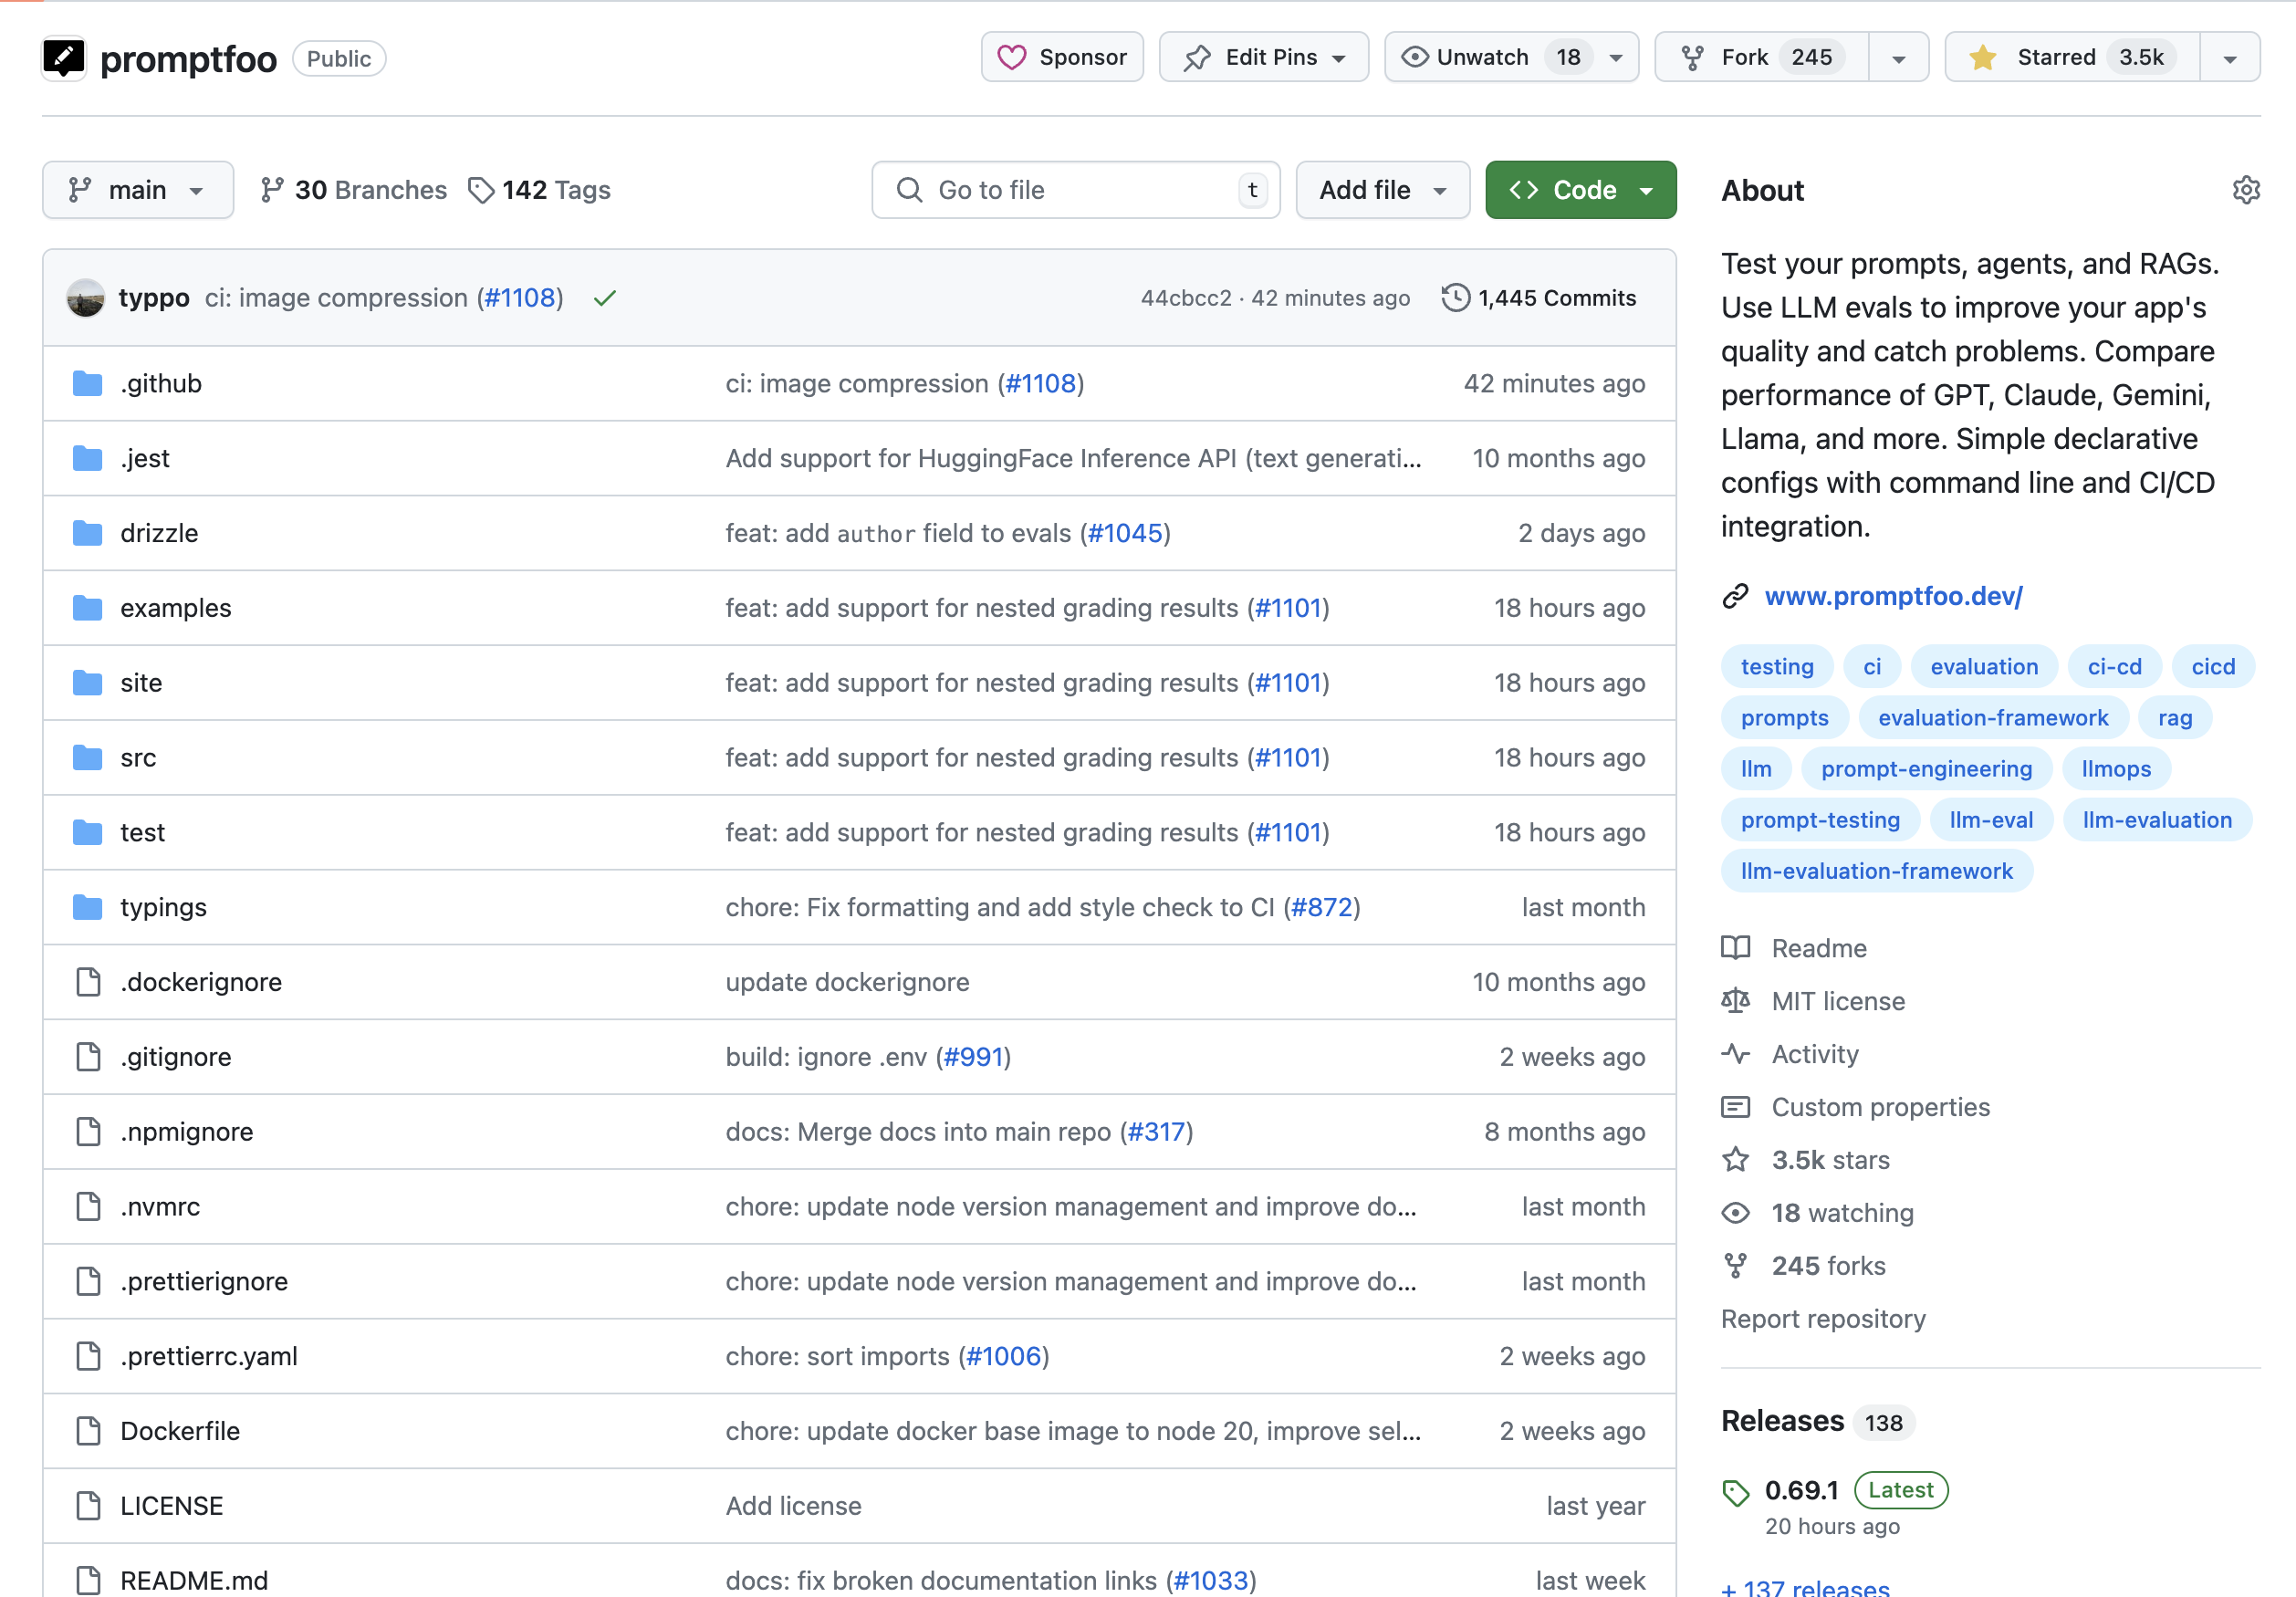 promptfoo Public Sponsor Edit Pins Unwatch 18 Fork 245 Starred 3.5k
main 30 Branches 142 Tags Go to file t Add file Code
typpo ci: image compression (#1108) 44cbcc2 · 42 minutes ago 1,445 Commits
.github ci: image compression (#1108) 42 minutes ago
.jest Add support for HuggingFace Inference API (text generati... 10 months ago
drizzle feat: add author field to evals (#1045) 2 days ago
examples feat: add support for nested grading results (#1101) 18 hours ago
site feat: add support for nested grading results (#1101) 18 hours ago
src feat: add support for nested grading results (#1101) 18 hours ago
test feat: add support for nested grading results (#1101) 18 hours ago
typings chore: Fix formatting and add style check to CI (#872) last month
.dockerignore update dockerignore 10 months ago
.gitignore build: ignore .env (#991) 2 weeks ago
.npmignore docs: Merge docs into main repo (#317) 8 months ago
.nvmrc chore: update node version management and improve do... last month
.prettierignore chore: update node version management and improve do... last month
.prettierrc.yaml chore: sort imports (#1006) 2 weeks ago
Dockerfile chore: update docker base image to node 20, improve sel... 2 weeks ago
LICENSE Add license last year
README.md docs: fix broken documentation links (#1033) last week
About
Test your prompts, agents, and RAGs.
Use LLM evals to improve your app's
quality and catch problems. Compare
performance of GPT, Claude, Gemini,
Llama, and more. Simple declarative
configs with command line and CI/CD
integration.
www.promptfoo.dev/
testing ci evaluation ci-cd cicd
prompts evaluation-framework rag
llm prompt-engineering llmops
prompt-testing llm-eval llm-evaluation
llm-evaluation-framework
Readme
MIT license
Activity
Custom properties
3.5k stars
18 watching
245 forks
Report repository
Releases 138
0.69.1 Latest
20 hours ago
+ 137 releases